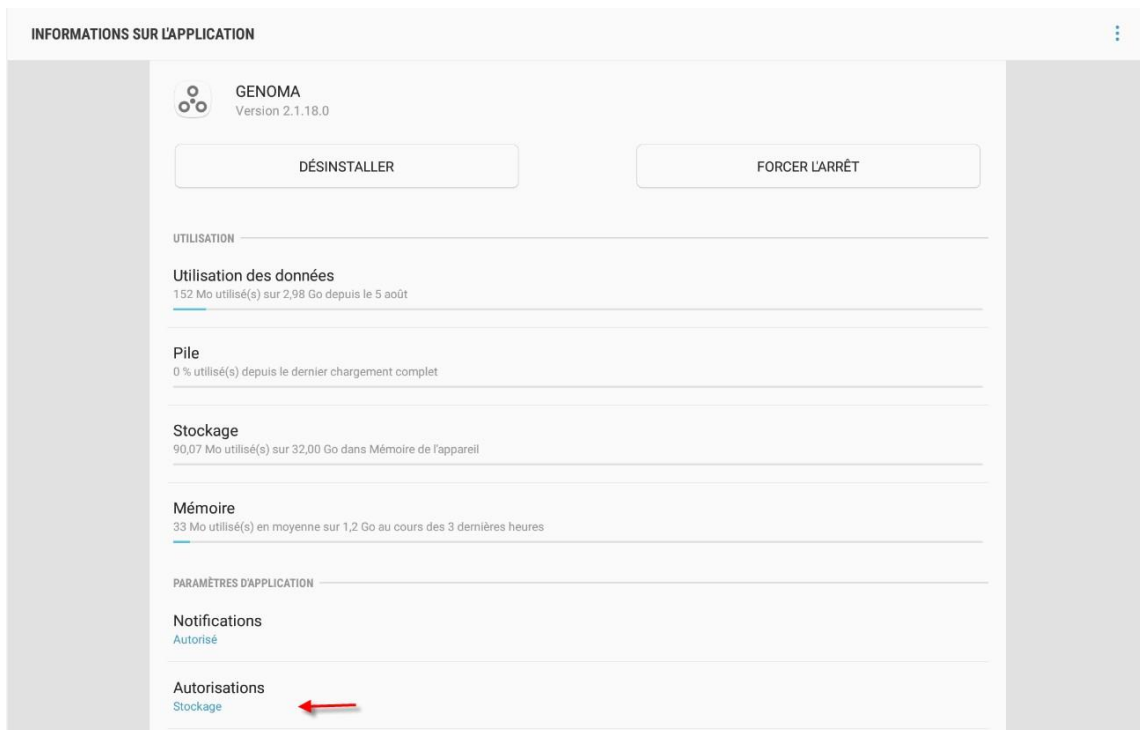 INFORMATIONS SUR L'APPLICATION
GENOMA
Version 2.1.18.0
DÉSINSTALLER
FORCER L'ARRÊT
UTILISATION
Utilisation des données
152 Mo utilisé(s) sur 2,98 Go depuis le 5 août
Pile
0 % utilisé(s) depuis le dernier chargement complet
Stockage
90,07 Mo utilisé(s) sur 32,00 Go dans Mémoire de l'appareil
Mémoire
33 Mo utilisé(s) en moyenne sur 1,2 Go au cours des 3 dernières heures
PARAMÈTRES D'APPLICATION
Notifications
Autorisé
Autorisations
Stockage